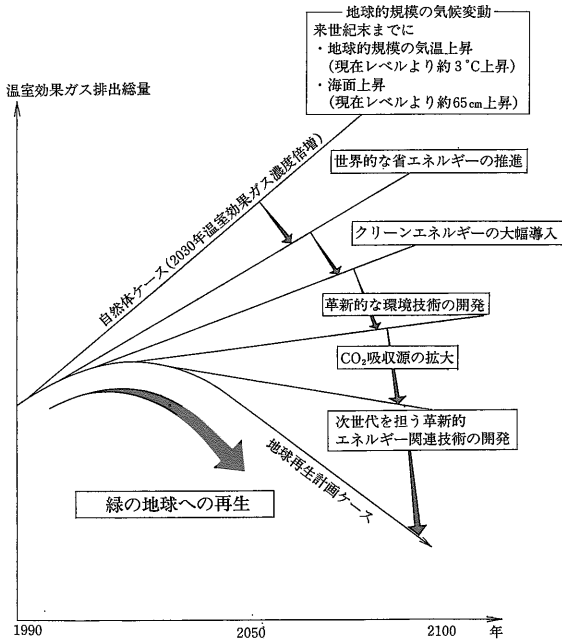 地球的規模の気候変動
来世紀末までに
・地球的規模の気温上昇
(現在レベルより約3℃上昇)
・海面上昇
(現在レベルより約65cm上昇)
温室効果ガス排出総量
自然体ケース(2030年温室効果ガス濃度倍増)
世界的な省エネルギーの推進
クリーンエネルギーの大幅導入
革新的な環境技術の開発
CO₂吸収源の拡大
次世代を担う革新的
エネルギー関連技術の開発
地球再生計画ケース
緑の地球への再生
1990
2050
2100
年